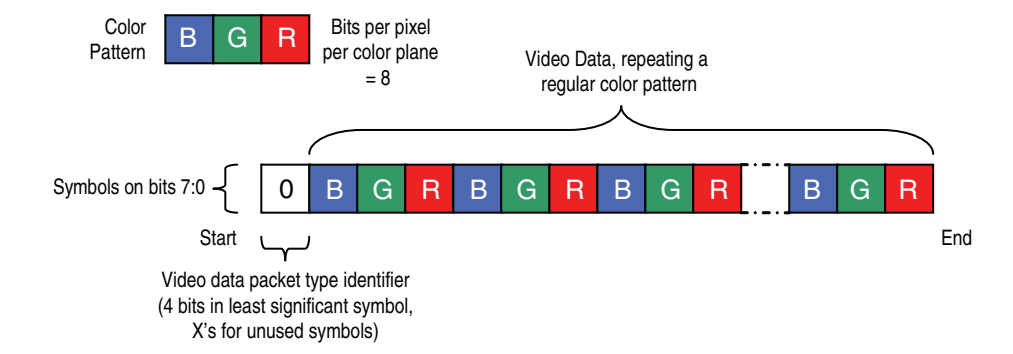 Color
Pattern
B G R
Bits per pixel
per color plane
= 8
Video Data, repeating a
regular color pattern
Symbols on bits 7:0
0 B G R B G R B G R B G R
Start
End
Video data packet type identifier
(4 bits in least significant symbol,
X's for unused symbols)